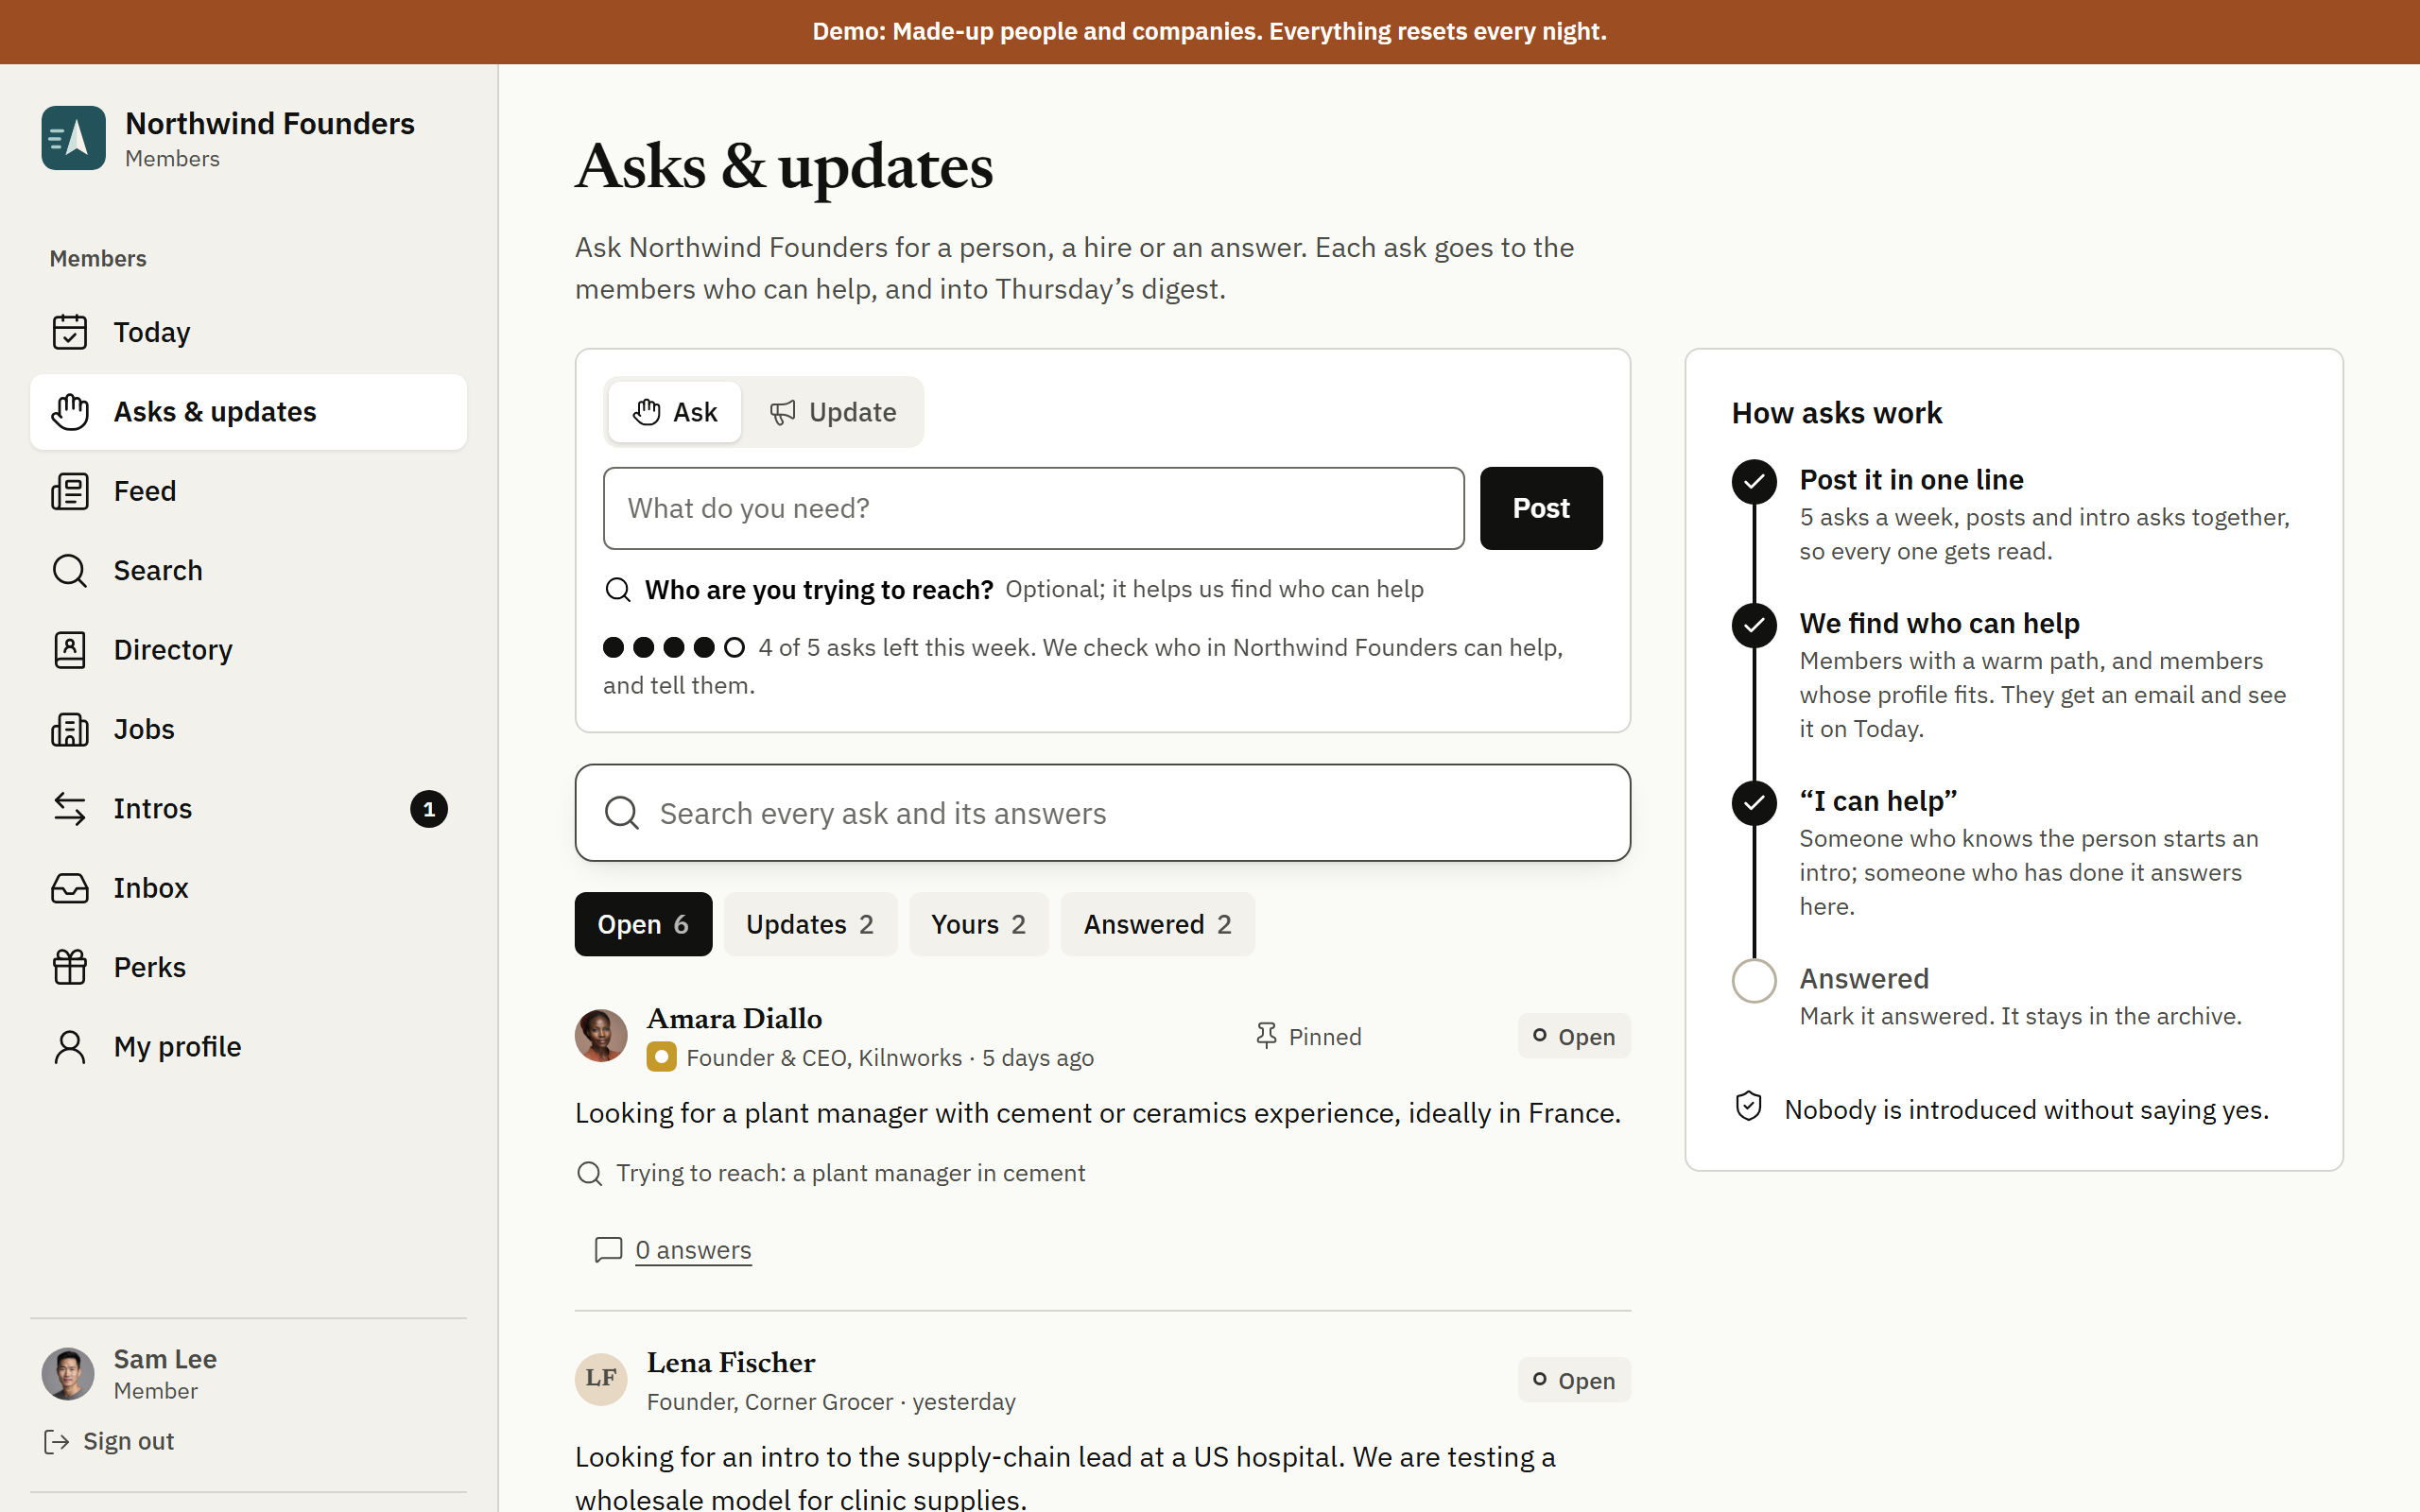 Demo: Made-up people and companies. Everything resets every night.
Northwind Founders
Members
Members
Today
Asks & updates
Feed
Search
Directory
Jobs
Intros
1
Inbox
Perks
My profile
Sam Lee
Member
Sign out
Asks & updates
Ask Northwind Founders for a person, a hire or an answer. Each ask goes to the
members who can help, and into Thursday’s digest.
Ask
Update
What do you need?
Post
Who are you trying to reach? Optional; it helps us find who can help
4 of 5 asks left this week. We check who in Northwind Founders can help,
and tell them.
Search every ask and its answers
Open 6
Updates 2
Yours 2
Answered 2
Amara Diallo
Founder & CEO, Kilnworks · 5 days ago
Pinned
Open
Looking for a plant manager with cement or ceramics experience, ideally in France.
Trying to reach: a plant manager in cement
0 answers
LF
Lena Fischer
Founder, Corner Grocer · yesterday
Open
Looking for an intro to the supply-chain lead at a US hospital. We are testing a
wholesale model for clinic supplies.
How asks work
Post it in one line
5 asks a week, posts and intro asks together,
so every one gets read.
We find who can help
Members with a warm path, and members
whose profile fits. They get an email and see
it on Today.
“I can help”
Someone who knows the person starts an
intro; someone who has done it answers
here.
Answered
Mark it answered. It stays in the archive.
Nobody is introduced without saying yes.